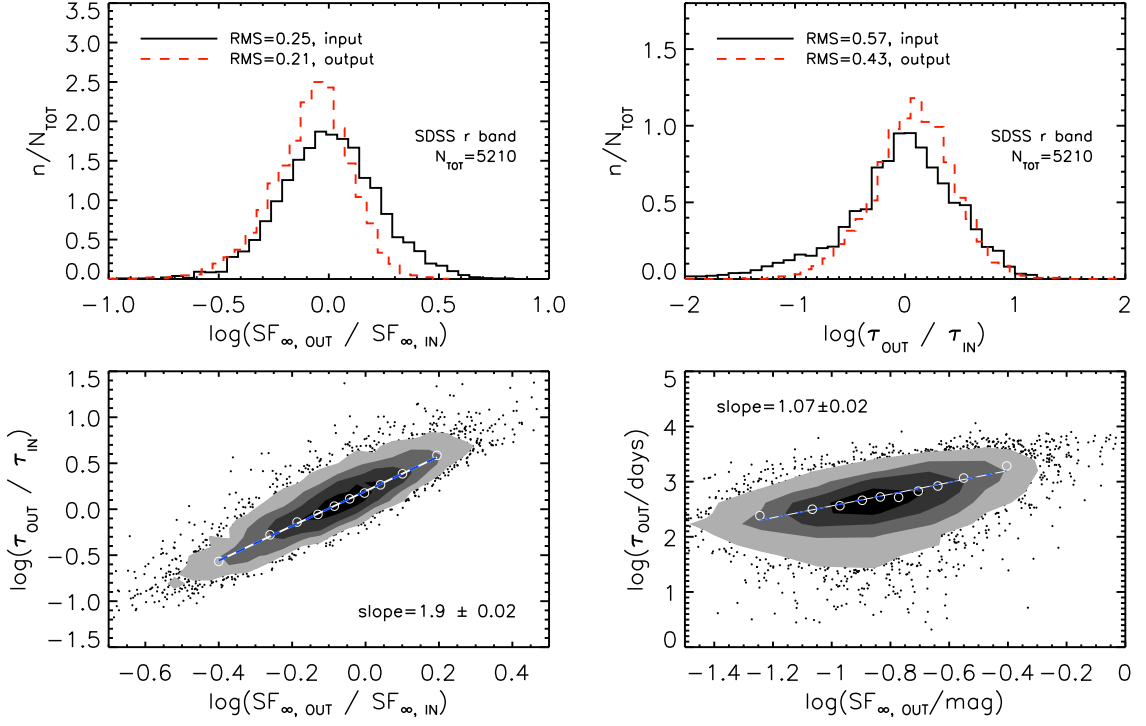 RMS=0.25, input
RMS=0.21, output
SDSS r band
N_TOT=5210
n/N_TOT
3.5
3.0
2.5
2.0
1.5
1.0
0.5
0.0
-1.0 -0.5 0.0 0.5 1.0
log(SF∞, OUT / SF∞, IN)
RMS=0.57, input
RMS=0.43, output
SDSS r band
N_TOT=5210
n/N_TOT
1.5
1.0
0.5
0.0
-2 -1 0 1 2
log(τ_OUT / τ_IN)
slope=1.9 ± 0.02
log(τ_OUT / τ_IN)
1.5
1.0
0.5
0.0
-0.5
-1.0
-1.5
-0.6 -0.4 -0.2 0.0 0.2 0.4
log(SF∞, OUT / SF∞, IN)
slope=1.07±0.02
log(τ_OUT/days)
5
4
3
2
1
0
-1.4 -1.2 -1.0 -0.8 -0.6 -0.4 -0.2 0
log(SF∞, OUT/mag)